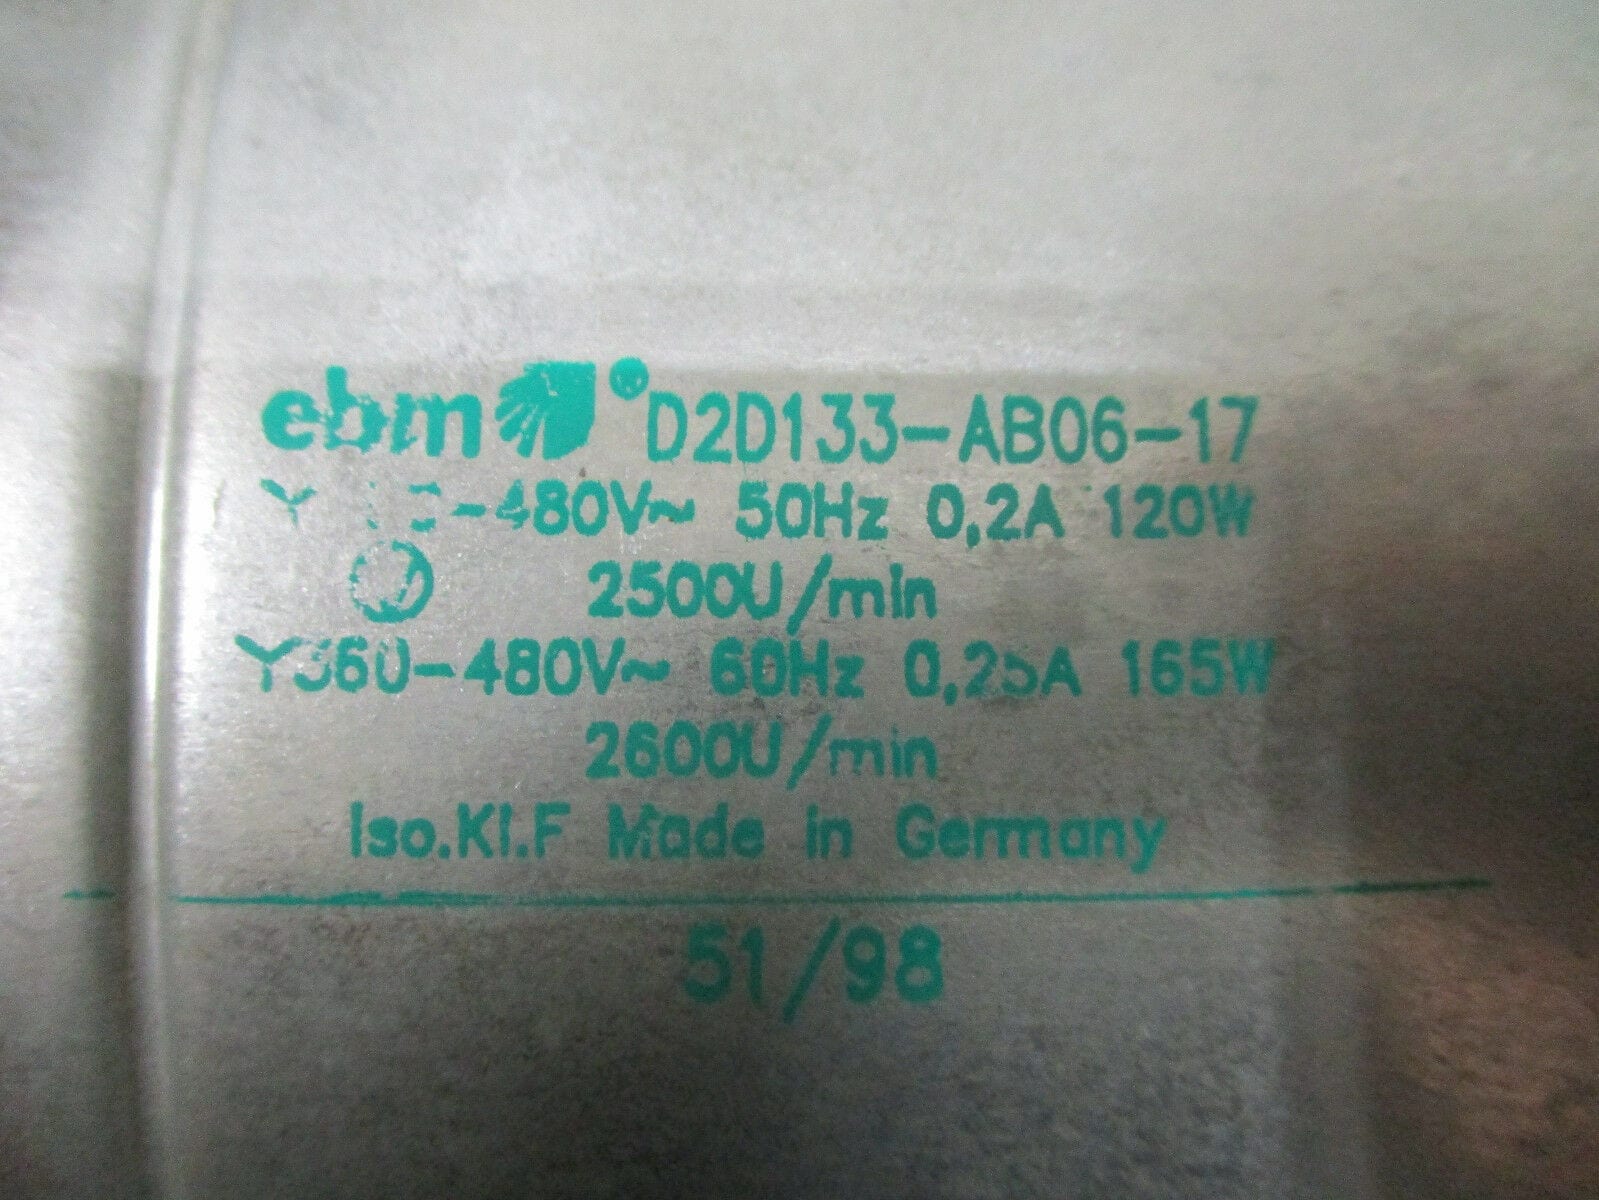 ebm ® D2D133-AB06-17
Y -480V~ 50Hz 0,2A 120W
2500U/min
Y360-480V~ 60Hz 0,25A 165W
2600U/min
Iso.Kl.F Made in Germany
51/98